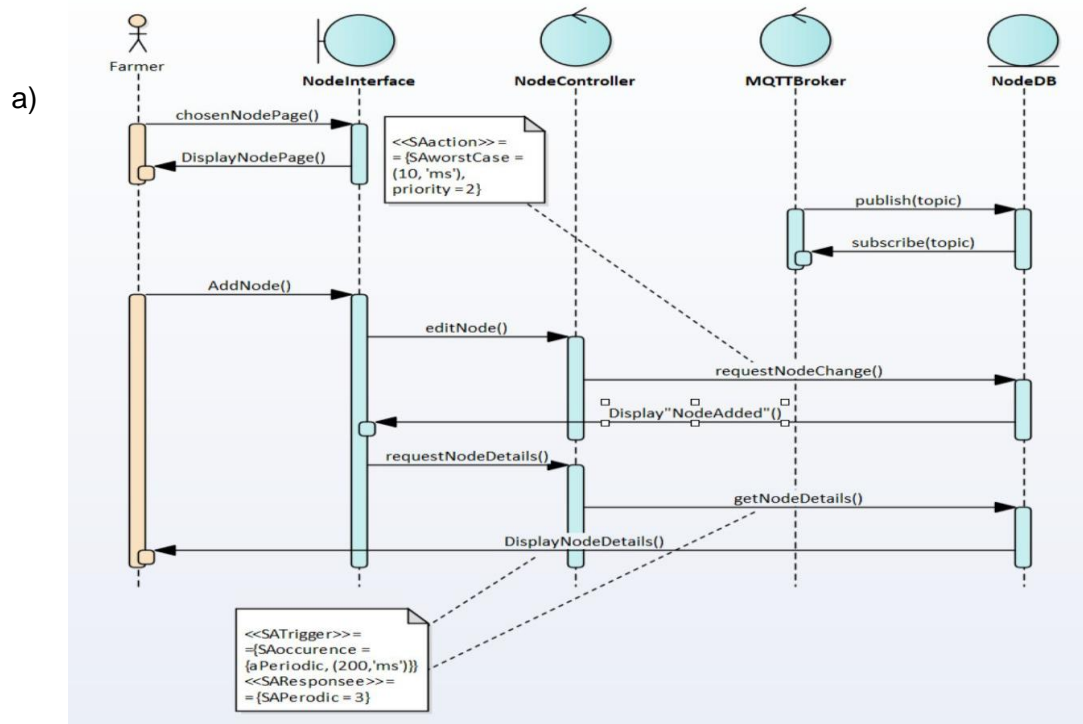 a)
Farmer
NodeInterface
NodeController
MQTTBroker
NodeDB
chosenNodePage()
DisplayNodePage()
<<SAaction>> =
= {SAworstCase =
(10, 'ms'),
priority = 2}
publish(topic)
subscribe(topic)
AddNode()
editNode()
requestNodeChange()
Display"NodeAdded"()
requestNodeDetails()
getNodeDetails()
DisplayNodeDetails()
<<SATrigger>> =
={SAoccurence =
{aPeriodic, (200,'ms')}}
<<SAResponsee>> =
= {SAPerodic = 3}